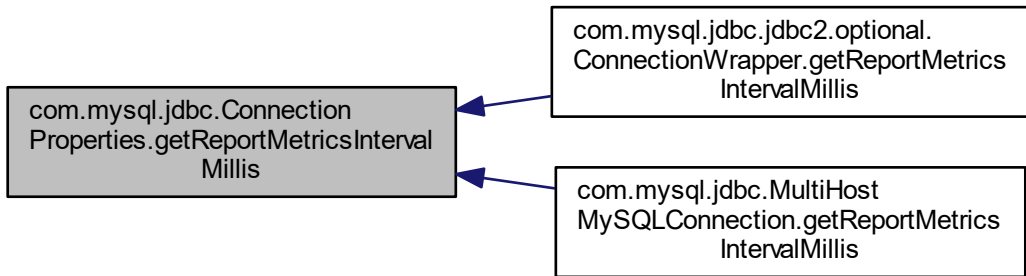 com.mysql.jdbc.Connection
Properties.getReportMetricsInterval
Millis
com.mysql.jdbc.jdbc2.optional.
ConnectionWrapper.getReportMetrics
IntervalMillis
com.mysql.jdbc.MultiHost
MySQLConnection.getReportMetrics
IntervalMillis